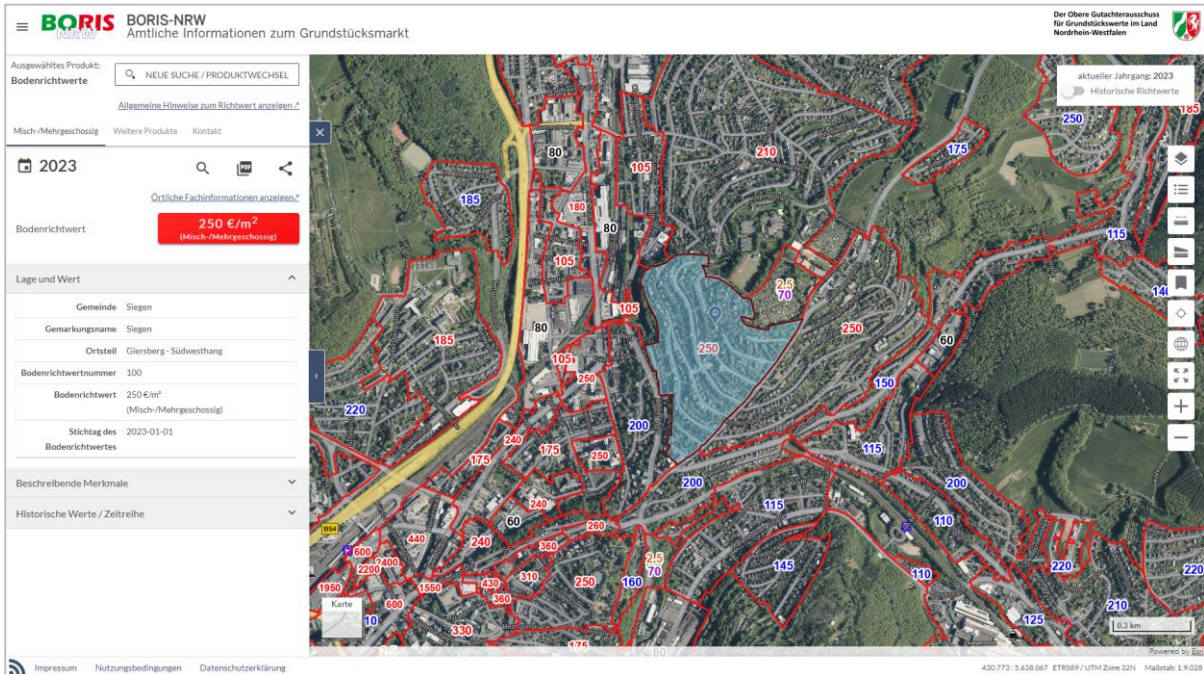 BORIS
NRW
BORIS-NRW
Amtliche Informationen zum Grundstücksmarkt
Der Obere Gutachterausschuss
für Grundstückswerte im Land
Nordrhein-Westfalen
Ausgewähltes Produkt:
Bodenrichtwerte
NEUE SUCHE / PRODUKTWECHSEL
Allgemeine Hinweise zum Richtwert anzeigen
Misch-/Mehrgeschossig Weitere Produkte Kontakt
2023
PDF
Örtliche Fachinformationen anzeigen
Bodenrichtwert
250 €/m²
(Misch-/Mehrgeschossig)
Lage und Wert
Gemeinde Siegen
Gemarkungsname Siegen
Ortsteil Giersberg - Südwesthang
Bodenrichtwertnummer 100
Bodenrichtwert 250 €/m²
(Misch-/Mehrgeschossig)
Stichtag des 2023-01-01
Bodenrichtwertes
Beschreibende Merkmale
Historische Werte / Zeitreihe
aktueller Jahrgang: 2023
Historische Richtwerte
185
250
175
80
210
105
185
180
80
115
105
2.5
70
140
105
80
250
60
185
105
250
250
150
220
200
240
175
175
250
115
200
200
240
115
110
B54
60
260
440
240
360
2.5
70
600
2400
2200
310
250
160
145
110
220
220
1950
1550
430
360
600
10
210
330
125
175
60
Karte
0.3 km
Powered by Esri
Impressum Nutzungsbedingungen Datenschutzerklärung
430.773 : 5.638.067 ETRS89 / UTM Zone 32N Maßstab: 1:9.028